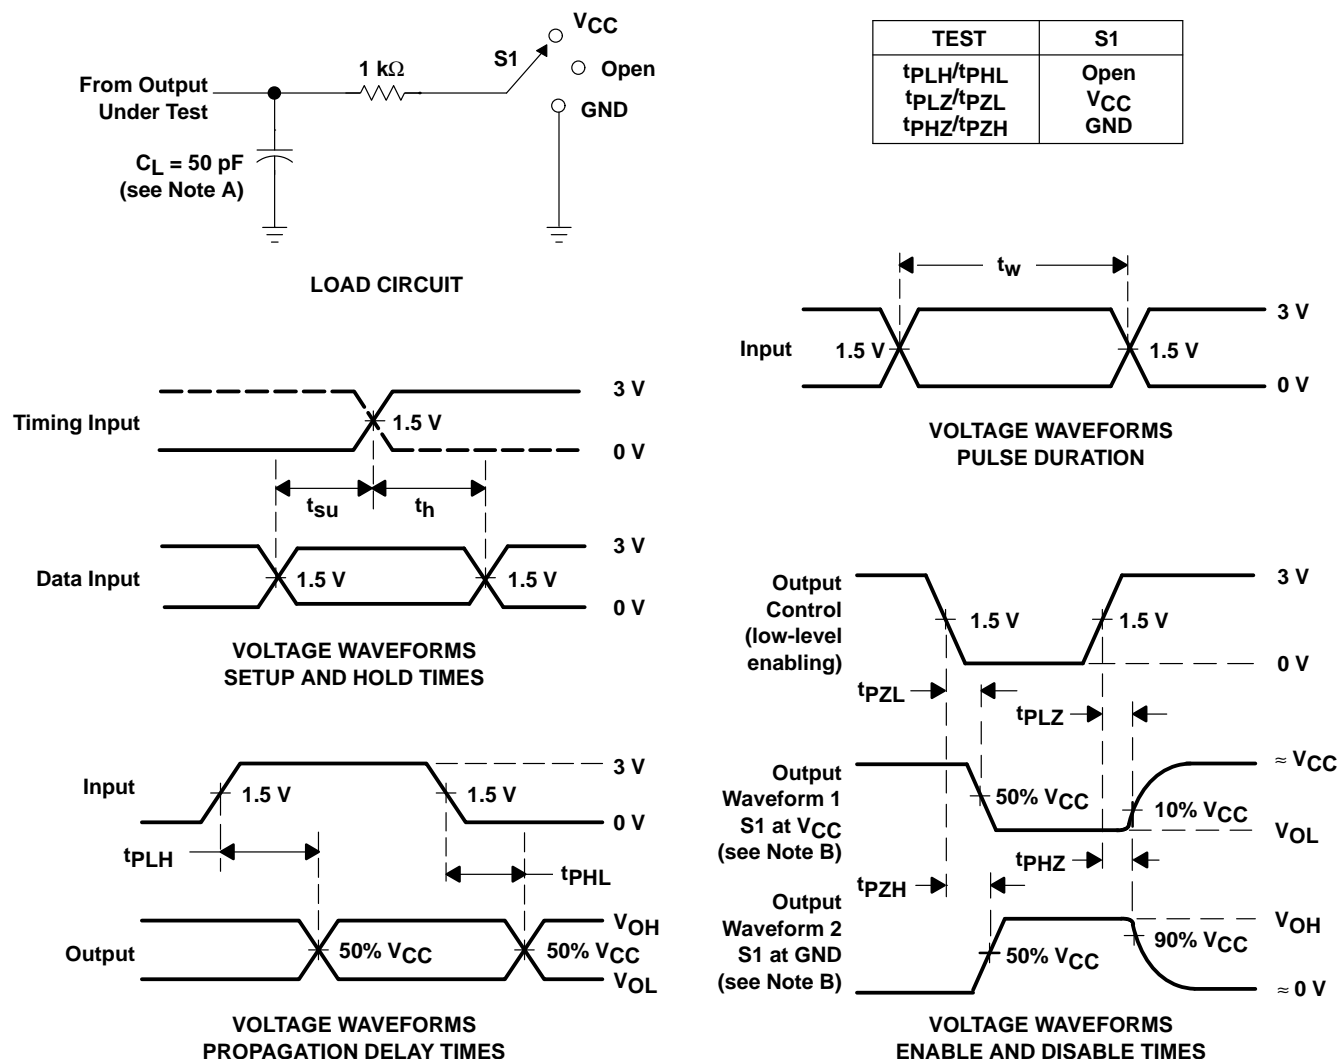 VCC
S1
1 kΩ
Open
From Output
Under Test
GND
CL = 50 pF
(see Note A)
LOAD CIRCUIT
TEST S1
tPLH/tPHL Open
tPLZ/tPZL VCC
tPHZ/tPZH GND
tw
3 V
Input 1.5 V 1.5 V
0 V
VOLTAGE WAVEFORMS
PULSE DURATION
3 V
Timing Input 1.5 V
0 V
tsu th
3 V
Data Input 1.5 V 1.5 V
0 V
VOLTAGE WAVEFORMS
SETUP AND HOLD TIMES
3 V
Input 1.5 V 1.5 V
0 V
tPLH
tPHL
VOH
Output 50% VCC 50% VCC
VOL
VOLTAGE WAVEFORMS
PROPAGATION DELAY TIMES
Output
Control
(low-level
enabling)
3 V
1.5 V 1.5 V
0 V
tPZL
tPLZ
Output
Waveform 1
S1 at VCC
(see Note B)
≈ VCC
50% VCC 10% VCC
VOL
tPHZ
tPZH
Output
Waveform 2
S1 at GND
(see Note B)
VOH
50% VCC 90% VCC
≈ 0 V
VOLTAGE WAVEFORMS
ENABLE AND DISABLE TIMES